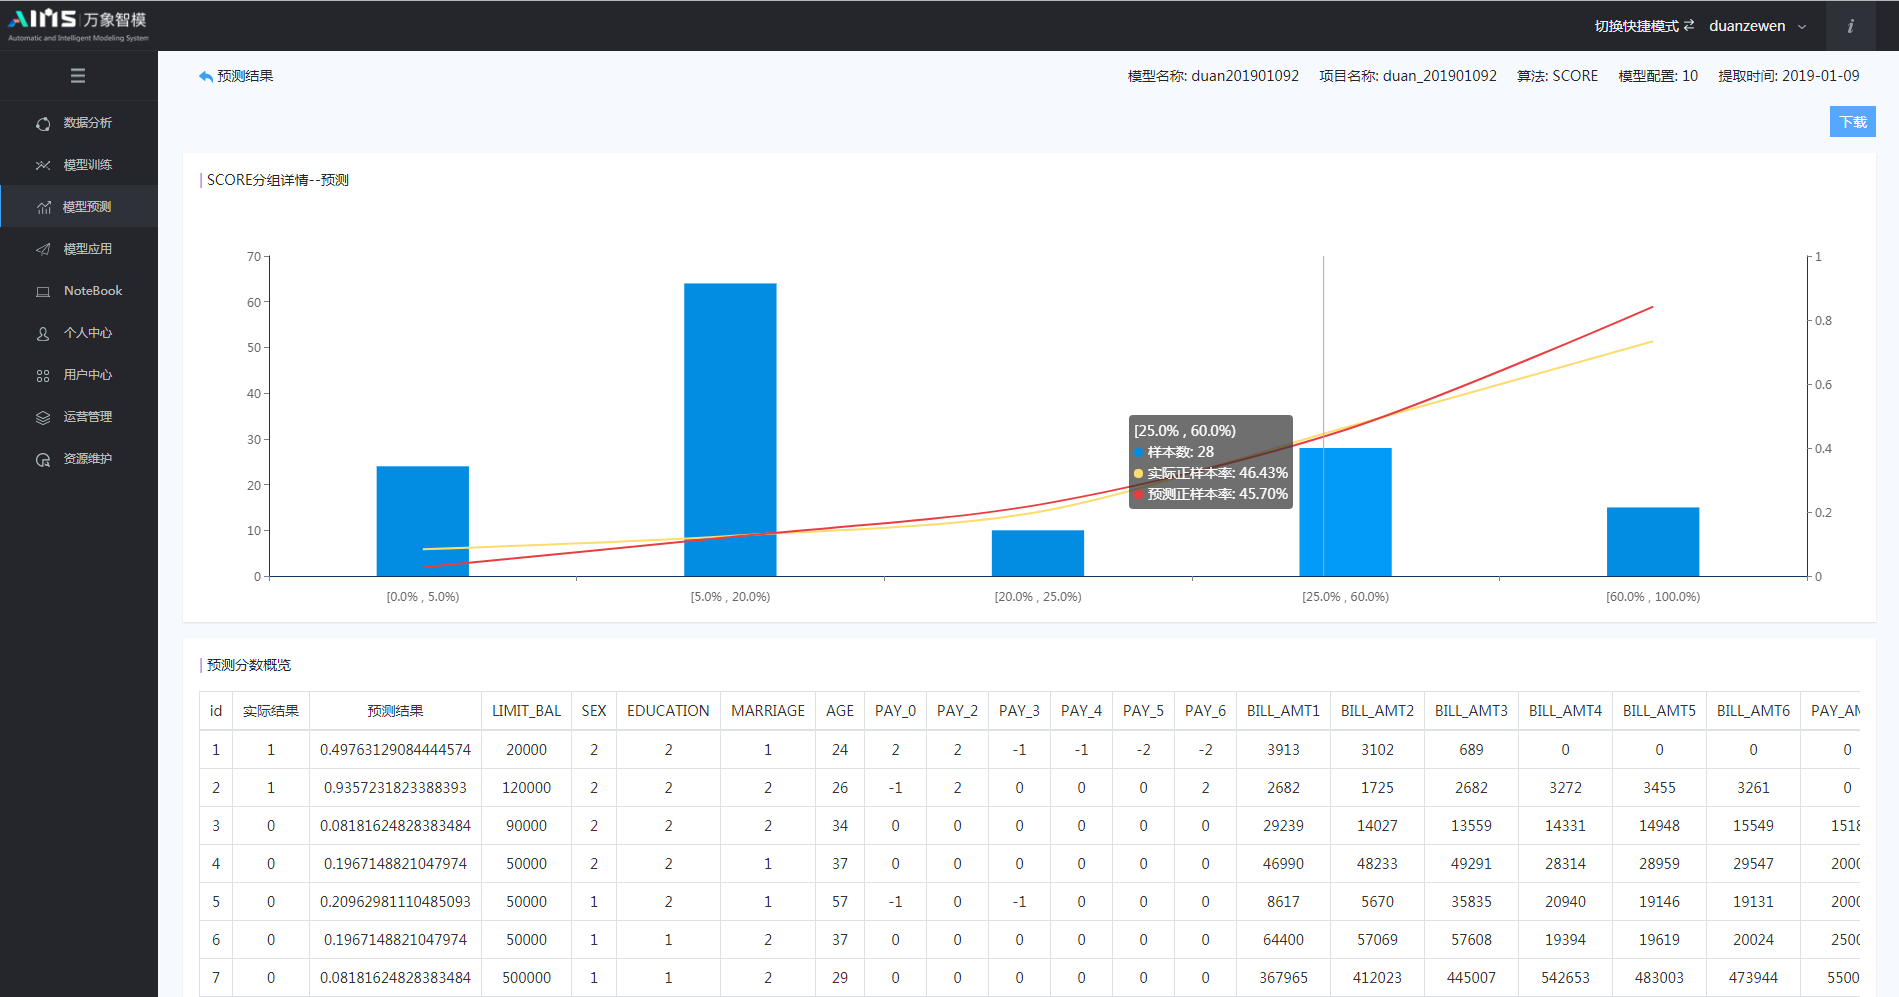 AIMS 万象智模
Automatic and Intelligent Modeling System
切换快捷模式 duanzewen i
数据分析
模型训练
模型预测
模型应用
NoteBook
个人中心
用户中心
运营管理
资源维护
预测结果 模型名称: duan201901092 项目名称: duan_201901092 算法: SCORE 模型配置: 10 提取时间: 2019-01-09
下载
SCORE分组详情--预测
70
60
50
40
30
20
10
0
1
0.8
0.6
0.4
0.2
0
[25.0% , 60.0%)
样本数: 28
实际正样本率: 46.43%
预测正样本率: 45.70%
[0.0% , 5.0%) [5.0% , 20.0%) [20.0% , 25.0%) [25.0% , 60.0%) [60.0% , 100.0%)
预测分数概览
id 实际结果 预测结果 LIMIT_BAL SEX EDUCATION MARRIAGE AGE PAY_0 PAY_2 PAY_3 PAY_4 PAY_5 PAY_6 BILL_AMT1 BILL_AMT2 BILL_AMT3 BILL_AMT4 BILL_AMT5 BILL_AMT6 PAY_AM
1 1 0.49763129084444574 20000 2 2 1 24 2 2 -1 -1 -2 -2 3913 3102 689 0 0 0 0
2 1 0.9357231823388393 120000 2 2 2 26 -1 2 0 0 0 2 2682 1725 2682 3272 3455 3261 0
3 0 0.08181624828383484 90000 2 2 2 34 0 0 0 0 0 0 29239 14027 13559 14331 14948 15549 1518
4 0 0.1967148821047974 50000 2 2 1 37 0 0 0 0 0 0 46990 48233 49291 28314 28959 29547 2000
5 0 0.20962981110485093 50000 1 2 1 57 -1 0 -1 0 0 0 8617 5670 35835 20940 19146 19131 2000
6 0 0.1967148821047974 50000 1 1 2 37 0 0 0 0 0 0 64400 57069 57608 19394 19619 20024 2500
7 0 0.08181624828383484 500000 1 1 2 29 0 0 0 0 0 0 367965 412023 445007 542653 483003 473944 5500